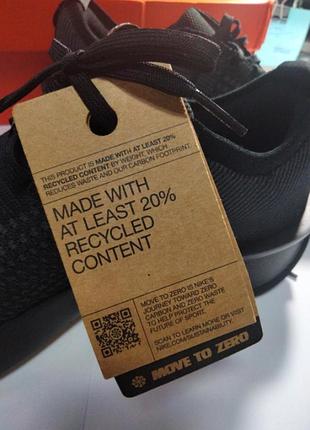 THIS PRODUCT IS MADE WITH AT LEAST 20%
RECYCLED CONTENT BY WEIGHT, WHICH
REDUCES WASTE AND OUR CARBON FOOTPRINT.
MADE WITH
AT LEAST 20%
RECYCLED
CONTENT
MOVE TO ZERO IS NIKE'S
JOURNEY TOWARD ZERO
CARBON AND ZERO WASTE
TO HELP PROTECT THE
FUTURE OF SPORT.
SCAN TO LEARN MORE OR VISIT
NIKE.COM/SUSTAINABILITY.
MOVE TO ZERO